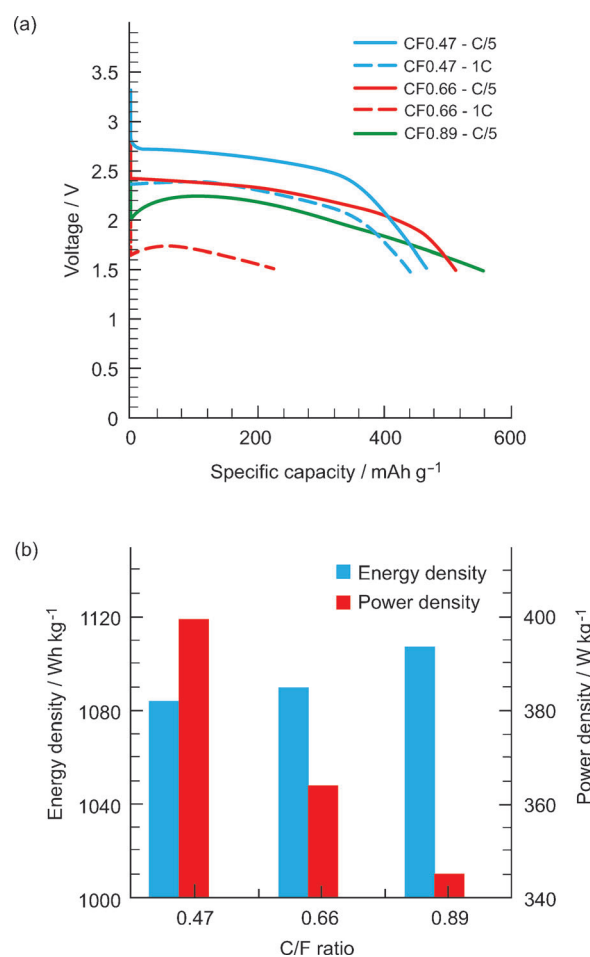 (a)
CF0.47 - C/5
CF0.47 - 1C
CF0.66 - C/5
CF0.66 - 1C
CF0.89 - C/5
3.5
3
2.5
2
1.5
1
0.5
0
Voltage / V
0 200 400 600
Specific capacity / mAh g⁻¹
(b)
Energy density
Power density
1120
1080
1040
1000
Energy density / Wh kg⁻¹
400
380
360
340
Power density / W kg⁻¹
0.47 0.66 0.89
C/F ratio